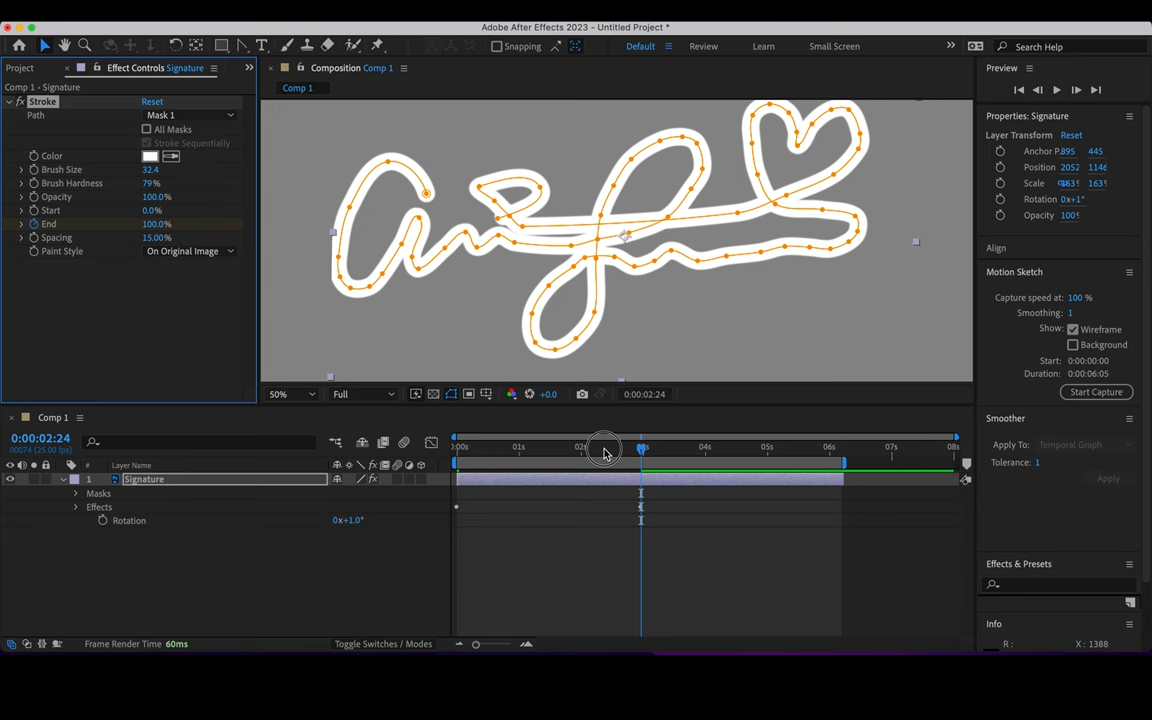 Adobe After Effects 2023 - Untitled Project *
Snapping
Default
Review
Learn
Small Screen
Search Help
Project
Effect Controls Signature
Composition Comp 1
Preview
Comp 1 - Signature
Comp 1
fx Stroke
Reset
Path
Mask 1
All Masks
Stroke Sequentially
Color
Brush Size
32.4
Brush Hardness
79%
Opacity
100.0%
Start
0.0%
End
100.0%
Spacing
15.00%
Paint Style
On Original Image
Properties: Signature
Layer Transform Reset
Anchor P.
895
445
Position
2052
1146
Scale
163
Rotation
0x+1°
Opacity
Align
Motion Sketch
Capture speed at: 100 %
Smoothing: 1
Show:
Wireframe
Background
Start: 0:00:00:00
Duration: 0:00:06:05
Start Capture
50%
Full
+0.0
0:00:02:24
Comp 1
0:00:02:24
00074 (25.00 fps)
01s
04s
05s
06s
07s
08s
#
Layer Name
1
Signature
Masks
Effects
Rotation
0x+1.0°
Smoother
Apply To: Temporal Graph
Tolerance: 1
Apply
Effects & Presets
Info
R :
X : 1388
Frame Render Time 60ms
Toggle Switches / Modes